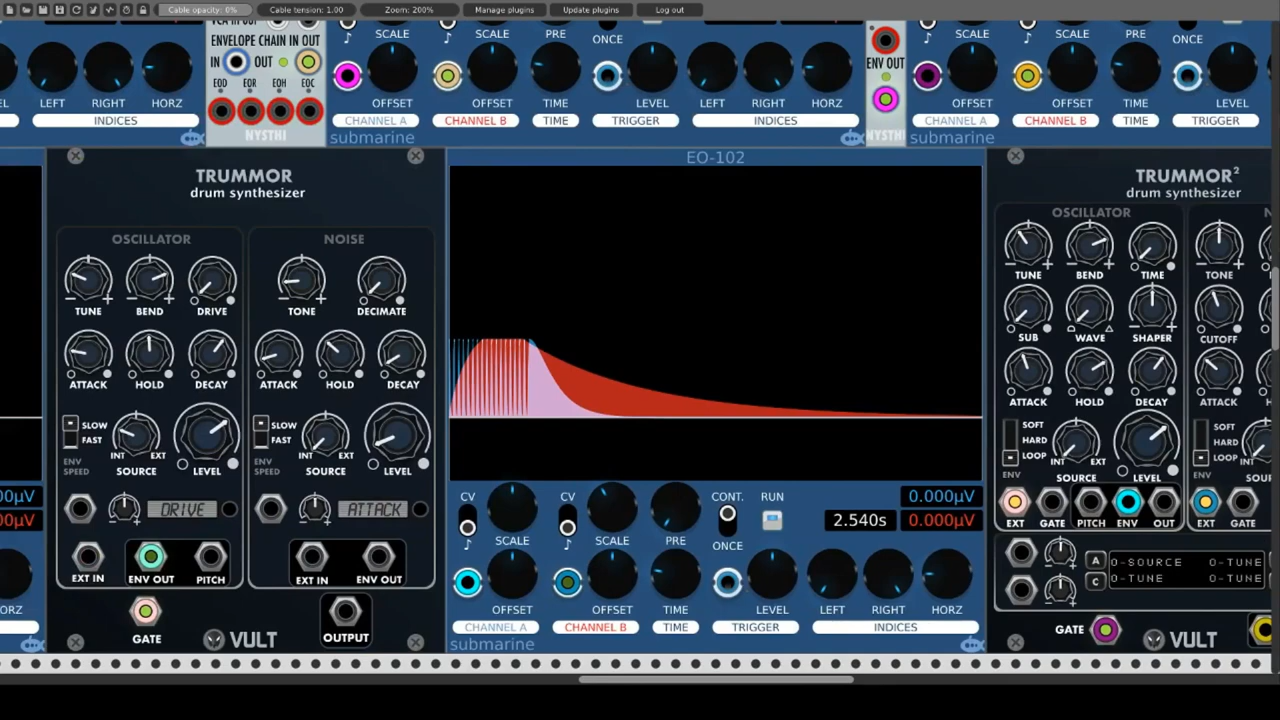 Cable opacity: 0%
Cable tension: 1.00
Zoom: 200%
Manage plugins
Update plugins
Log out
ENVELOPE CHAIN IN OUT
IN
OUT
EQD
EQR
EQH
EQC
NYSTHI
LEFT
RIGHT
HORZ
INDICES
SCALE
SCALE
PRE
ONCE
OFFSET
OFFSET
TIME
LEVEL
LEFT
RIGHT
HORZ
CHANNEL A
CHANNEL B
TIME
TRIGGER
INDICES
submarine
ENV OUT
NYSTHI
SCALE
SCALE
PRE
ONCE
OFFSET
OFFSET
TIME
LEVEL
CHANNEL A
CHANNEL B
TIME
TRIGGER
submarine
TRUMMOR
drum synthesizer
OSCILLATOR
NOISE
TUNE
BEND
DRIVE
TONE
DECIMATE
ATTACK
HOLD
DECAY
ATTACK
HOLD
DECAY
SLOW
FAST
ENV
SPEED
INT
EXT
SOURCE
LEVEL
SLOW
FAST
ENV
SPEED
INT
EXT
SOURCE
LEVEL
DRIVE
ATTACK
EXT IN
ENV OUT
PITCH
EXT IN
ENV OUT
GATE
VULT
OUTPUT
EO-102
CV
SCALE
CV
SCALE
PRE
CONT.
ONCE
RUN
2.540s
0.000µV
0.000µV
OFFSET
OFFSET
TIME
LEVEL
LEFT
RIGHT
HORZ
CHANNEL A
CHANNEL B
TIME
TRIGGER
INDICES
submarine
TRUMMOR²
drum synthesizer
OSCILLATOR
TUNE
BEND
TIME
TONE
SUB
WAVE
SHAPER
CUTOFF
ATTACK
HOLD
DECAY
ATTACK
SOFT
HARD
LOOP
ENV
INT
EXT
SOURCE
LEVEL
SOFT
HARD
LOOP
ENV
INT
EXT
GATE
PITCH
ENV
OUT
EXT
GATE
A
C
O-SOURCE
O-TUNE
O-TUNE
O-TUNE
GATE
VULT